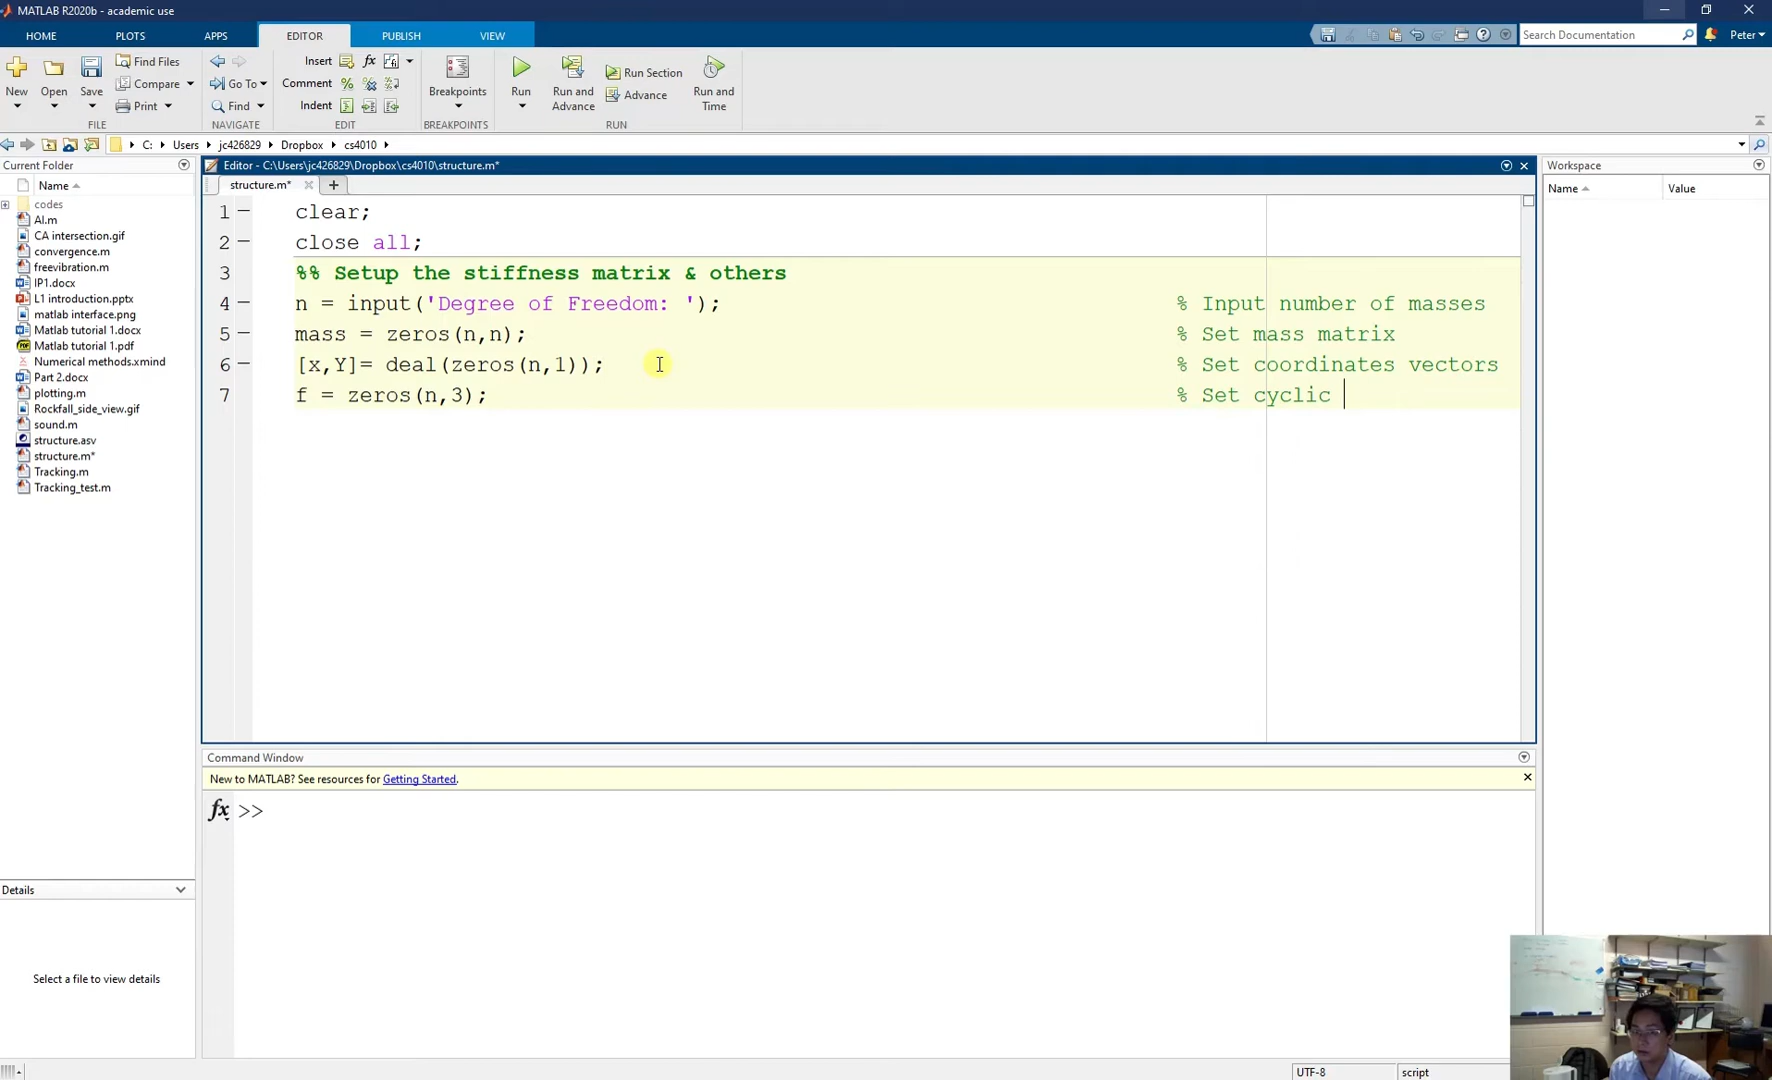 MATLAB R2020b - academic use
HOME PLOTS APPS EDITOR PUBLISH VIEW
Search Documentation
Peter
New Open Save
Find Files
Compare
Print
FILE
Go To
Find
NAVIGATE
Insert
Comment
Indent
EDIT
Breakpoints
BREAKPOINTS
Run
Run and Advance
Run Section
Advance
Run and Time
RUN
C: Users jc426829 Dropbox cs4010
Current Folder
Name
codes
AI.m
CA intersection.gif
convergence.m
freevibration.m
IP1.docx
L1 introduction.pptx
matlab interface.png
Matlab tutorial 1.docx
Matlab tutorial 1.pdf
Numerical methods.xmind
Part 2.docx
plotting.m
Rockfall_side_view.gif
sound.m
structure.asv
structure.m*
Tracking.m
Tracking_test.m
Details
Select a file to view details
Editor - C:\Users\jc426829\Dropbox\cs4010\structure.m*
structure.m*
1 clear;
2 close all;
3 %% Setup the stiffness matrix & others
4 n = input('Degree of Freedom: '); % Input number of masses
5 mass = zeros(n,n); % Set mass matrix
6 [x,Y]= deal(zeros(n,1)); % Set coordinates vectors
7 f = zeros(n,3); % Set cyclic
Command Window
New to MATLAB? See resources for Getting Started.
fx >>
Workspace
Name Value
UTF-8 script